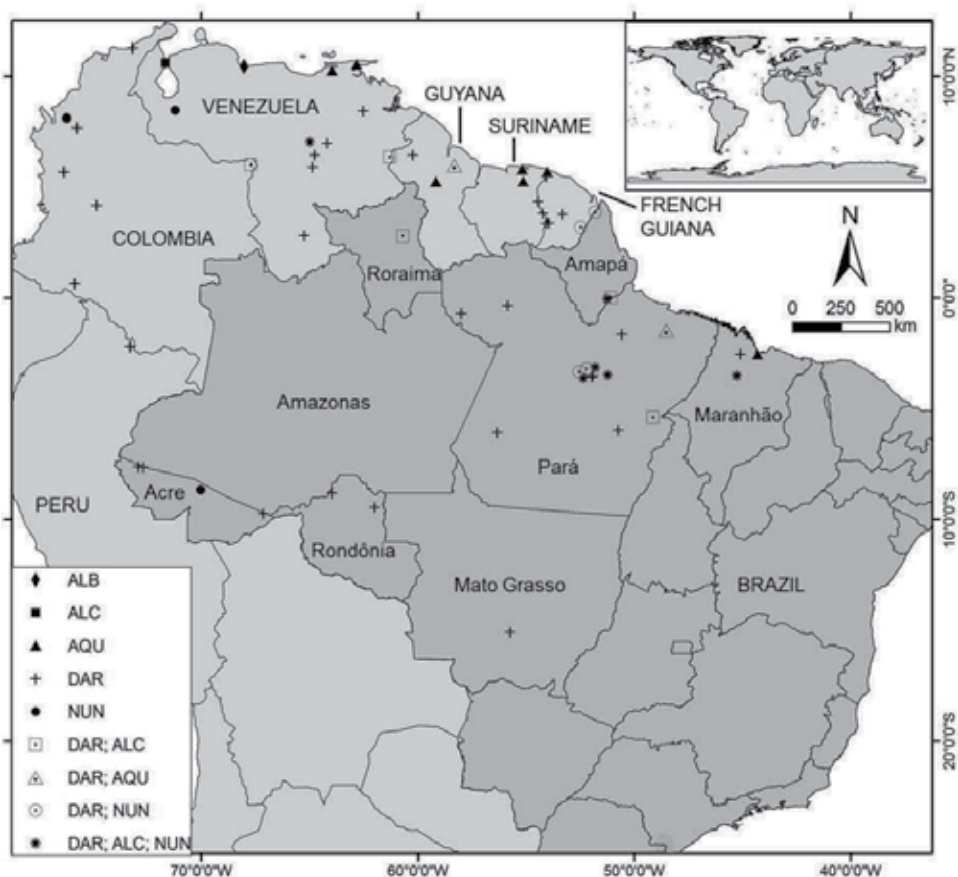 GUYANA
VENEZUELA
SURINAME
10°0'0"N
FRENCH
GUIANA
N
COLOMBIA
Roraima
Amapá
0 250 500
km
0°0'0"
Amazonas
Maranhão
Pará
PERU
Acre
10°0'0"S
Rondônia
Mato Grosso
BRAZIL
ALB
ALC
AQU
DAR
NUN
DAR; ALC
DAR; AQU
DAR; NUN
DAR; ALC; NUN
20°0'0"S
70°0'0"W 60°0'0"W 50°0'0"W 40°0'0"W